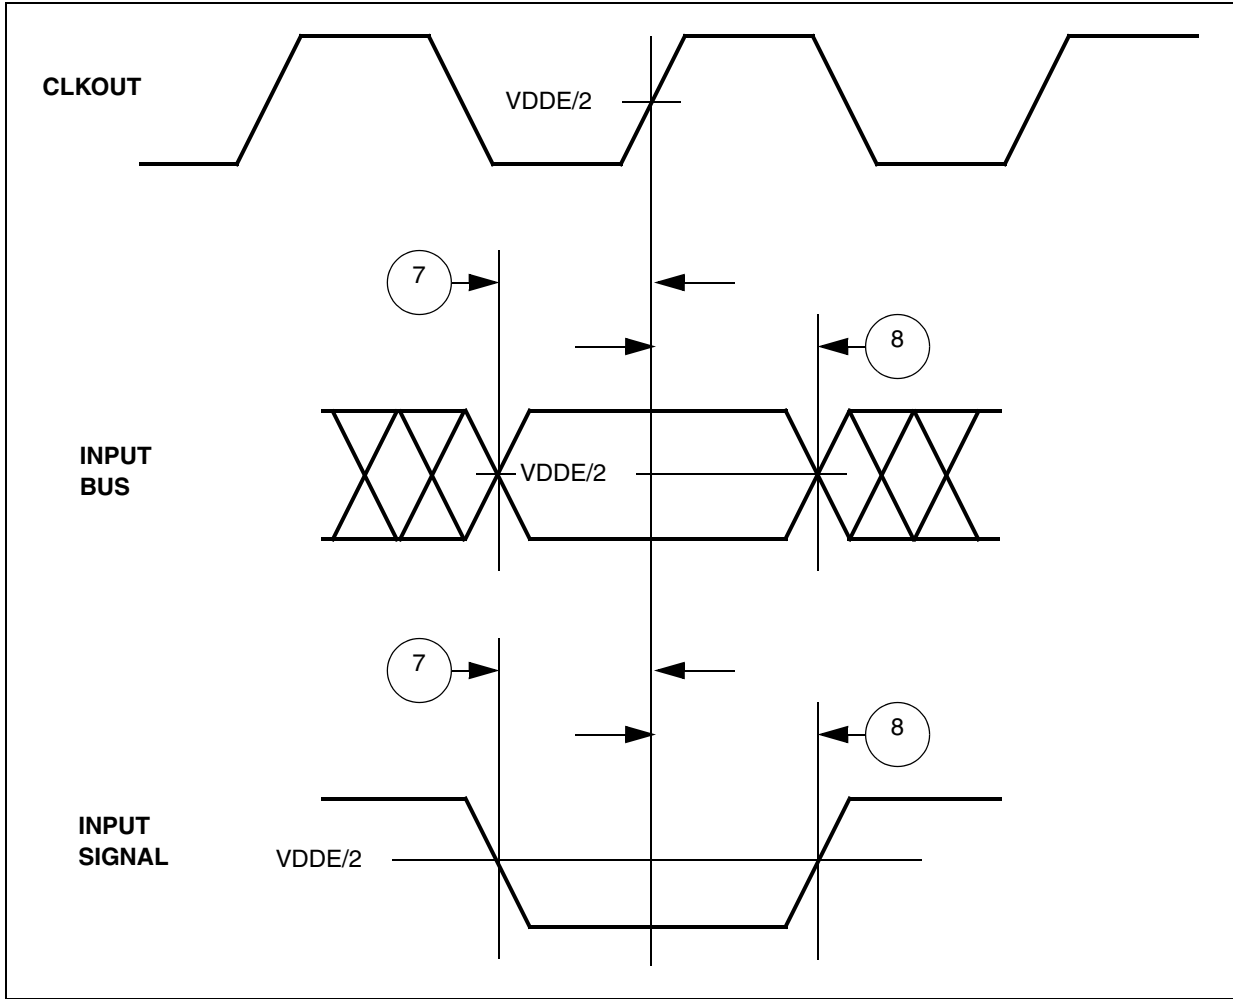 CLKOUT
VDDE/2
7
8
INPUT
BUS
VDDE/2
7
8
INPUT
SIGNAL
VDDE/2